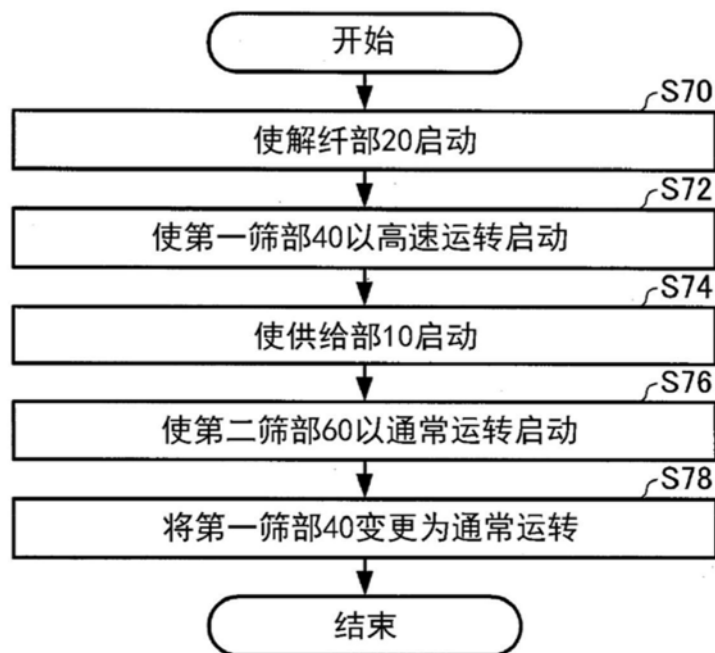 开始
S70
使解纤部20启动
S72
使第一筛部40以高速运转启动
S74
使供给部10启动
S76
使第二筛部60以通常运转启动
S78
将第一筛部40变更为通常运转
结束